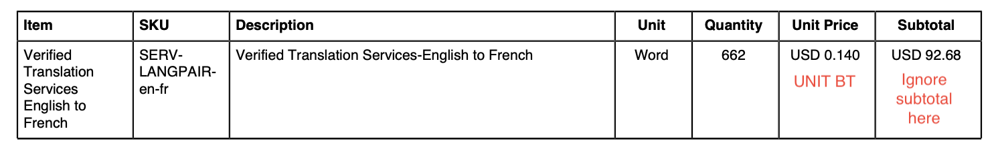 Item SKU Description Unit Quantity Unit Price Subtotal
Verified SERV- Verified Translation Services-English to French Word 662 USD 0.140 USD 92.68
Translation LANGPAIR- UNIT BT Ignore
Services en-fr subtotal
English to here
French